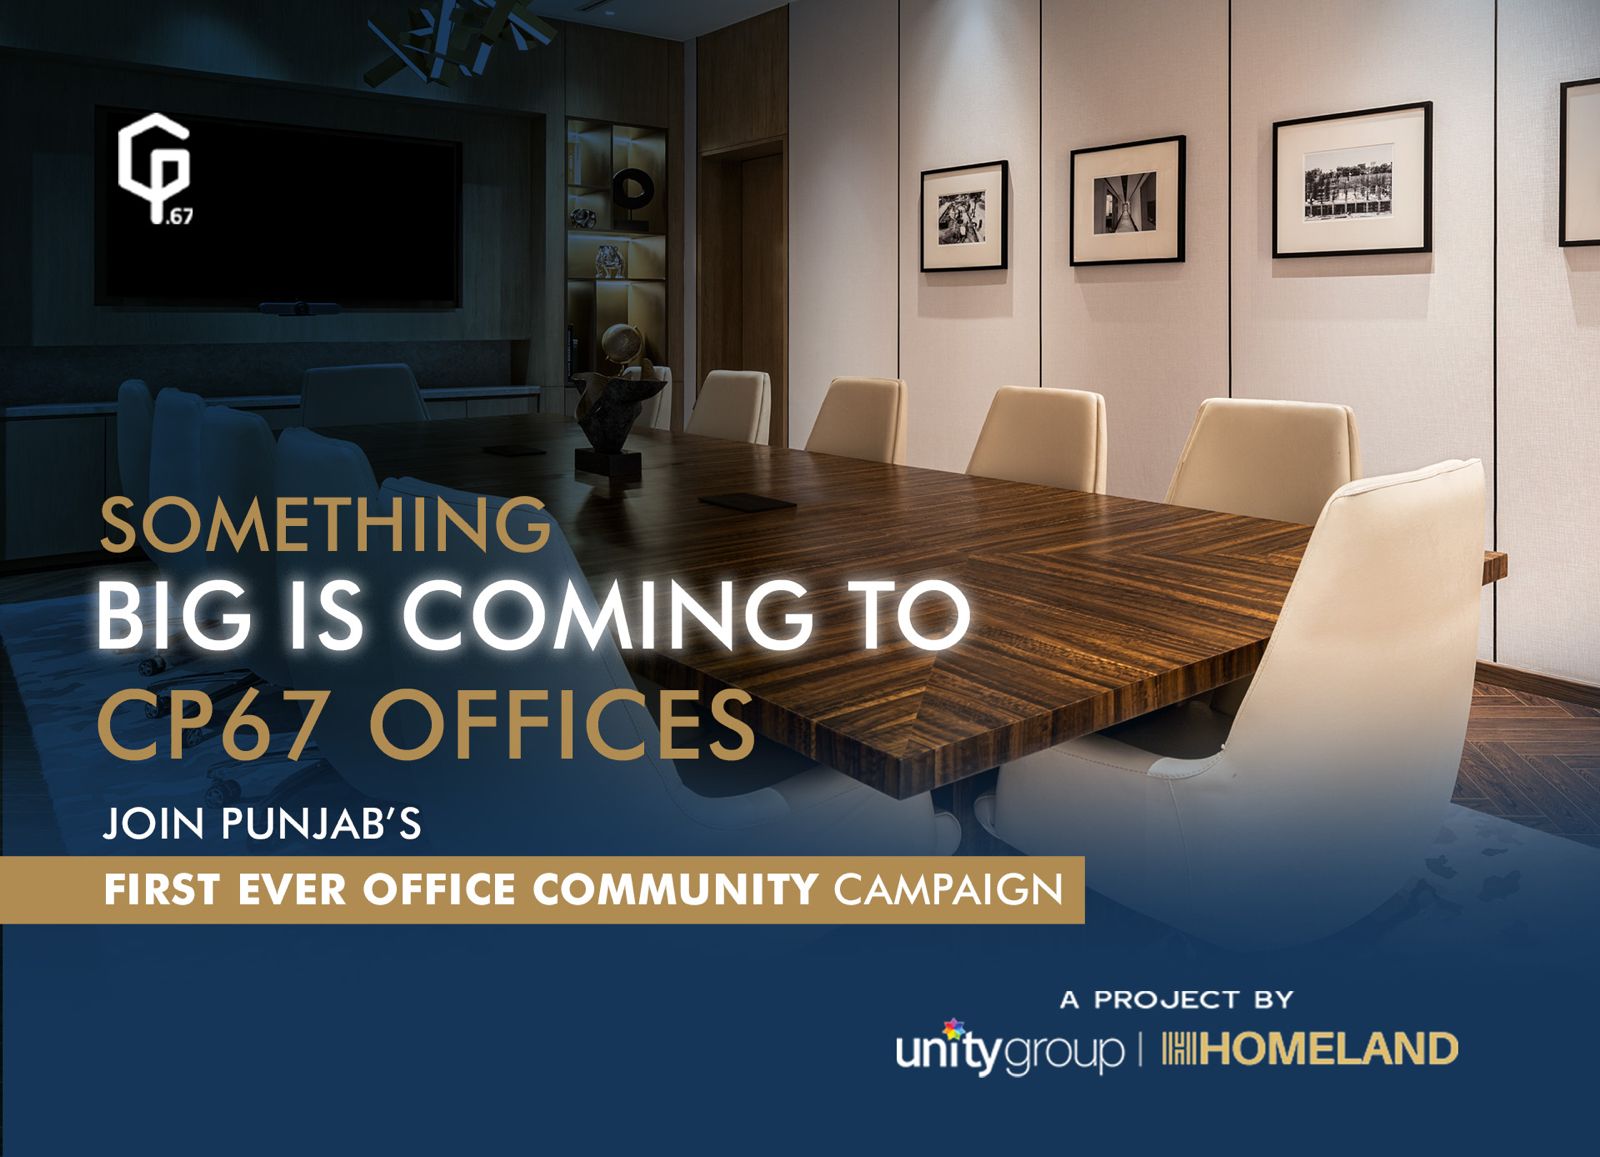 CP.67
SOMETHING
BIG IS COMING TO
CP67 OFFICES
JOIN PUNJAB'S
FIRST EVER OFFICE COMMUNITY CAMPAIGN
A PROJECT BY
unitygroup | HOMELAND